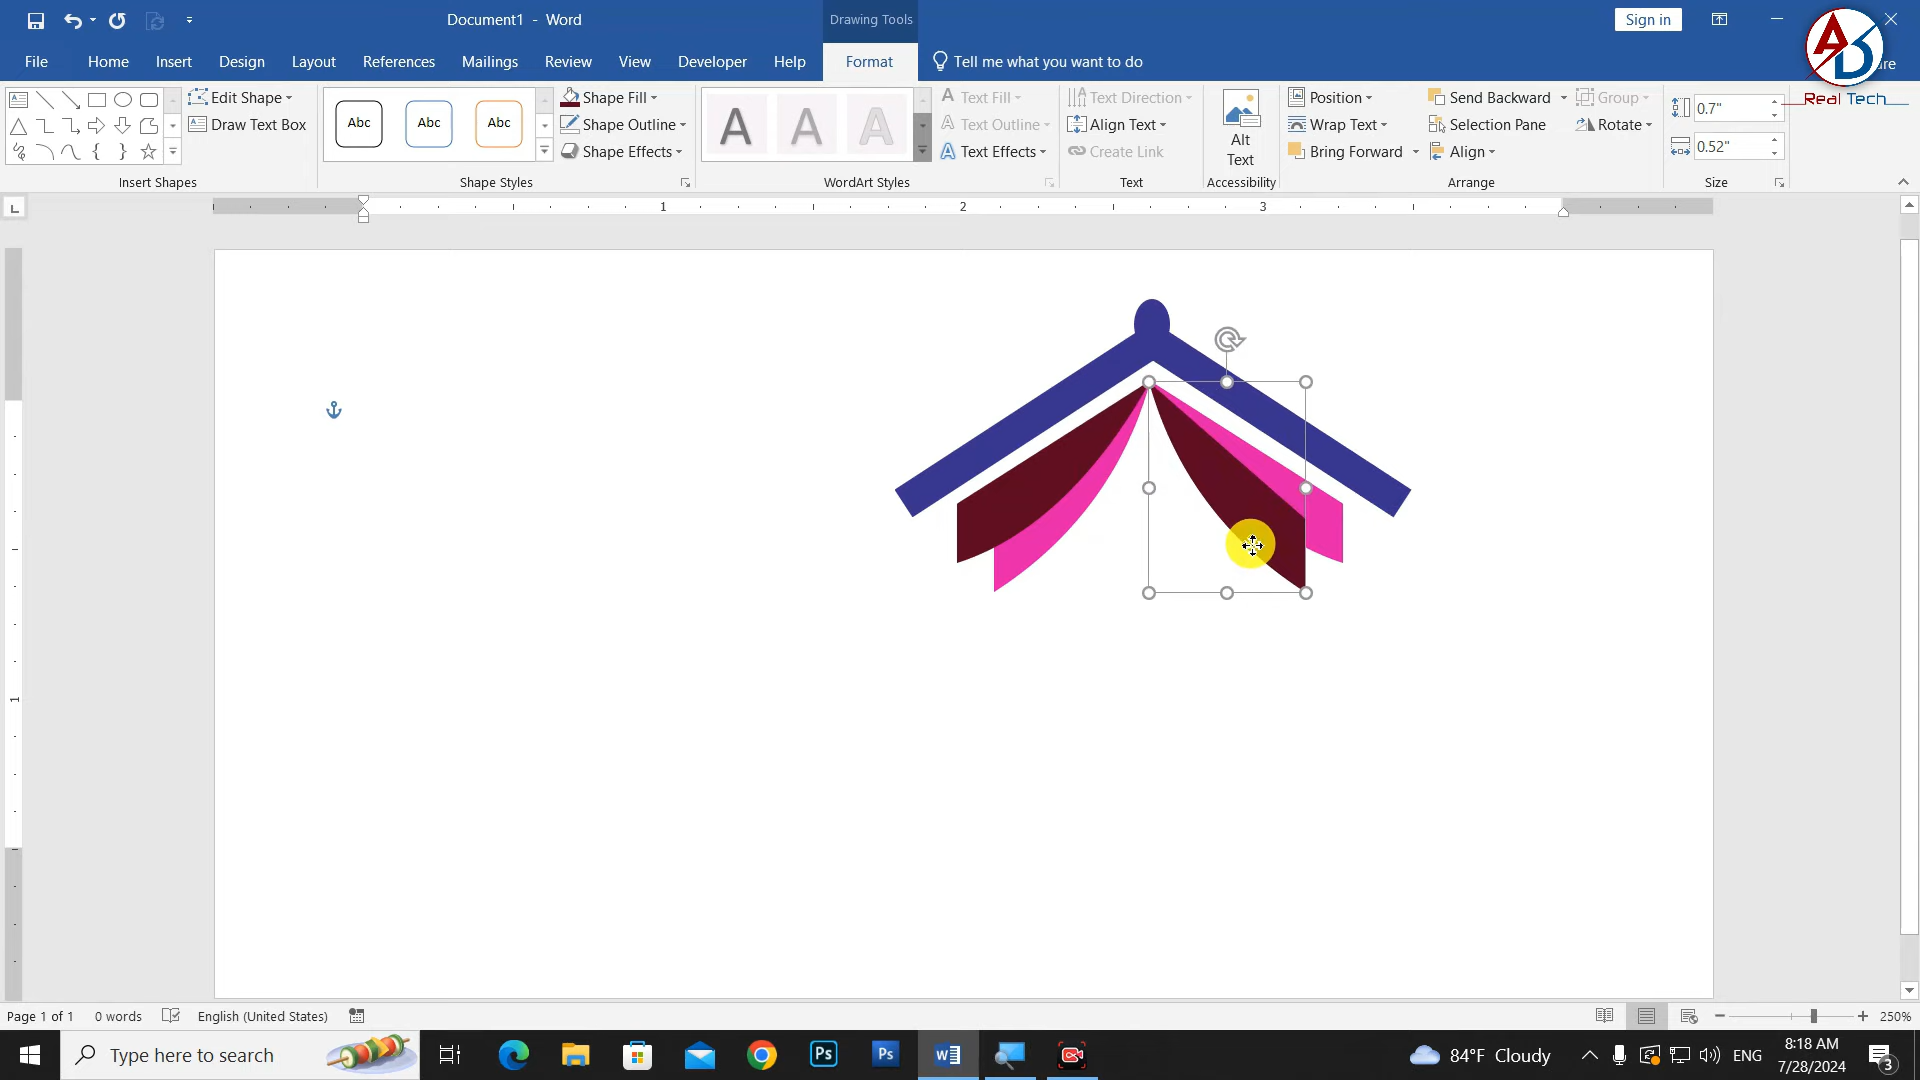 Document1 - Word
Drawing Tools
Sign in
File Home Insert Design Layout References Mailings Review View Developer Help Format Tell me what you want to do
Real Tech
Edit Shape
Draw Text Box
Insert Shapes
Abc Abc Abc
Shape Fill
Shape Outline
Shape Effects
Shape Styles
A A A
WordArt Styles
Text Fill
Text Outline
Text Effects
Text Direction
Align Text
Create Link
Text
Alt
Text
Accessibility
Position
Wrap Text
Bring Forward
Send Backward
Selection Pane
Align
Group
Rotate
Arrange
0.7"
0.52"
Size
1 2 3
1
Page 1 of 1 0 words English (United States) 250%
Type here to search
Ps Ps W
84°F Cloudy
ENG
8:18 AM
7/28/2024
3